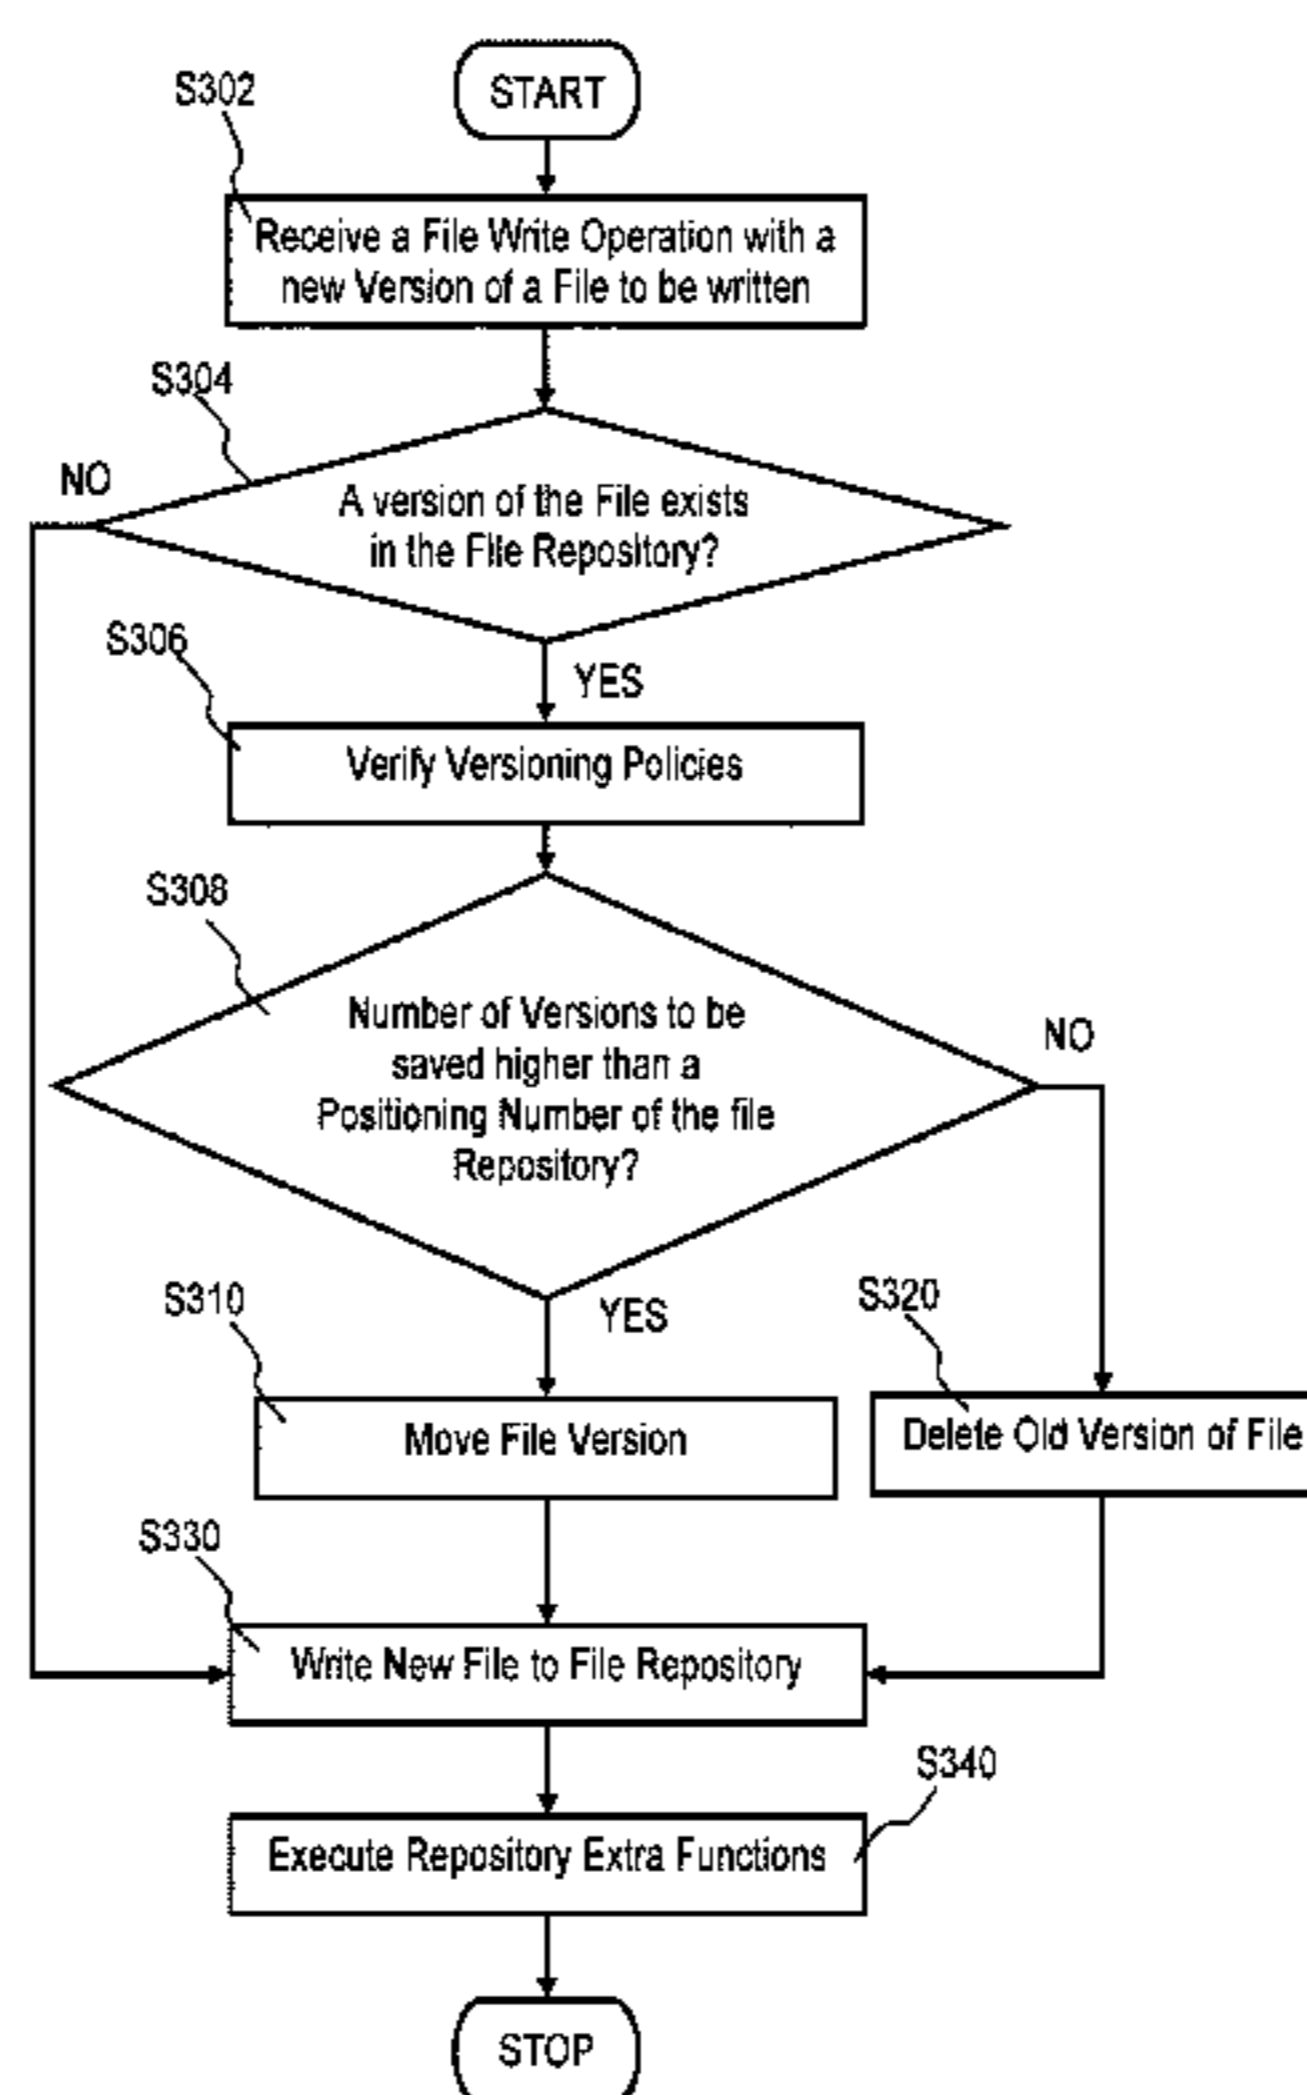 START
S302
Receive a File Write Operation with a
new Version of a File to be written
S304
NO
A version of the File exists
in the File Repository?
S306
YES
Verify Versioning Policies
S308
Number of Versions to be
saved higher than a
Positioning Number of the file
Repository?
NO
S310
YES
S320
Move File Version
Delete Old Version of File
S330
Write New File to File Repository
S340
Execute Repository Extra Functions
STOP